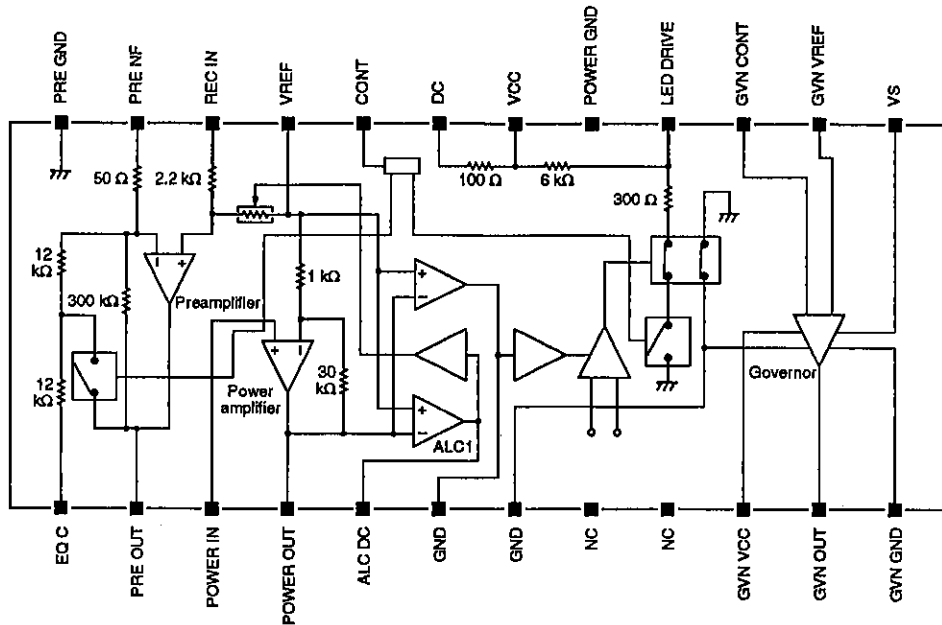 PRE GND
PRE NF
REC IN
VREF
CONT
DC
VCC
POWER GND
LED DRIVE
GVN CONT
GVN VREF
VS
50 Ω
2.2 kΩ
100 Ω
6 kΩ
300 Ω
12
kΩ
300 kΩ
− +
Preamplifier
1 kΩ
+
−
12
kΩ
+ −
Power
amplifier
30
kΩ
+
−
ALC1
Governor
EQ C
PRE OUT
POWER IN
POWER OUT
ALC DC
GND
GND
NC
NC
GVN VCC
GVN OUT
GVN GND